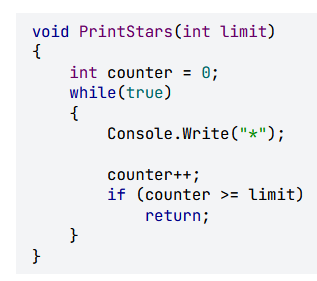 void PrintStars(int limit)
{
    int counter = 0;
    while(true)
    {
        Console.Write("*");

        counter++;
        if (counter >= limit)
            return;
    }
}